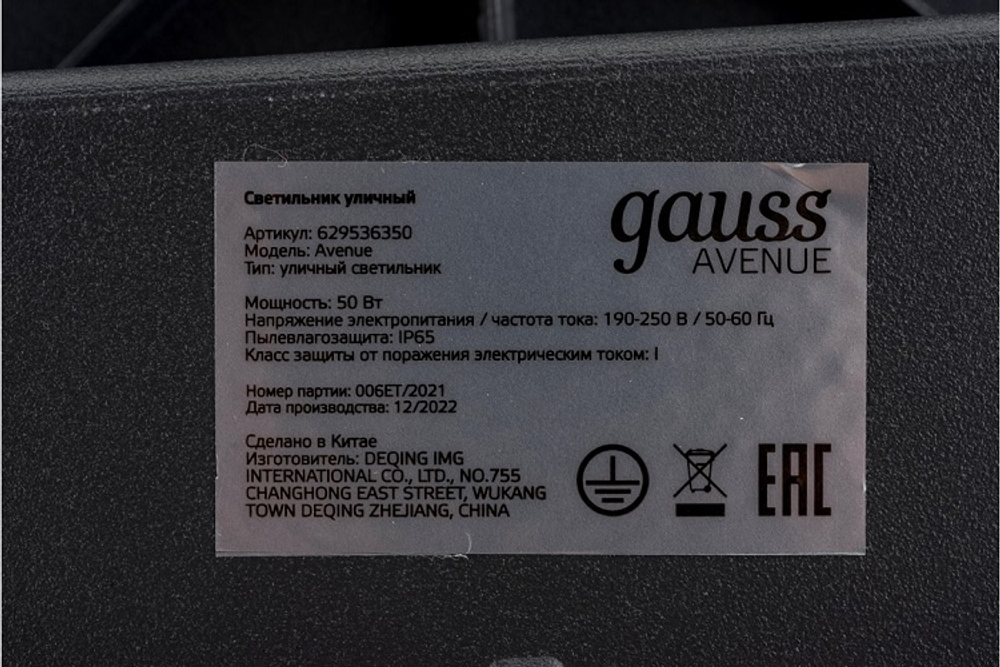 Светильник уличный
gauss
AVENUE
Артикул: 629536350
Модель: Avenue
Тип: уличный светильник
Мощность: 50 Вт
Напряжение электропитания / частота тока: 190-250 В / 50-60 Гц
Пылевлагозащита: IP65
Класс защиты от поражения электрическим током: I
Номер партии: 006ET/2021
Дата производства: 12/2022
Сделано в Китае
Изготовитель: DEQING IMG
INTERNATIONAL CO., LTD., NO.755
CHANGHONG EAST STREET, WUKANG
TOWN DEQING ZHEJIANG, CHINA
EAC